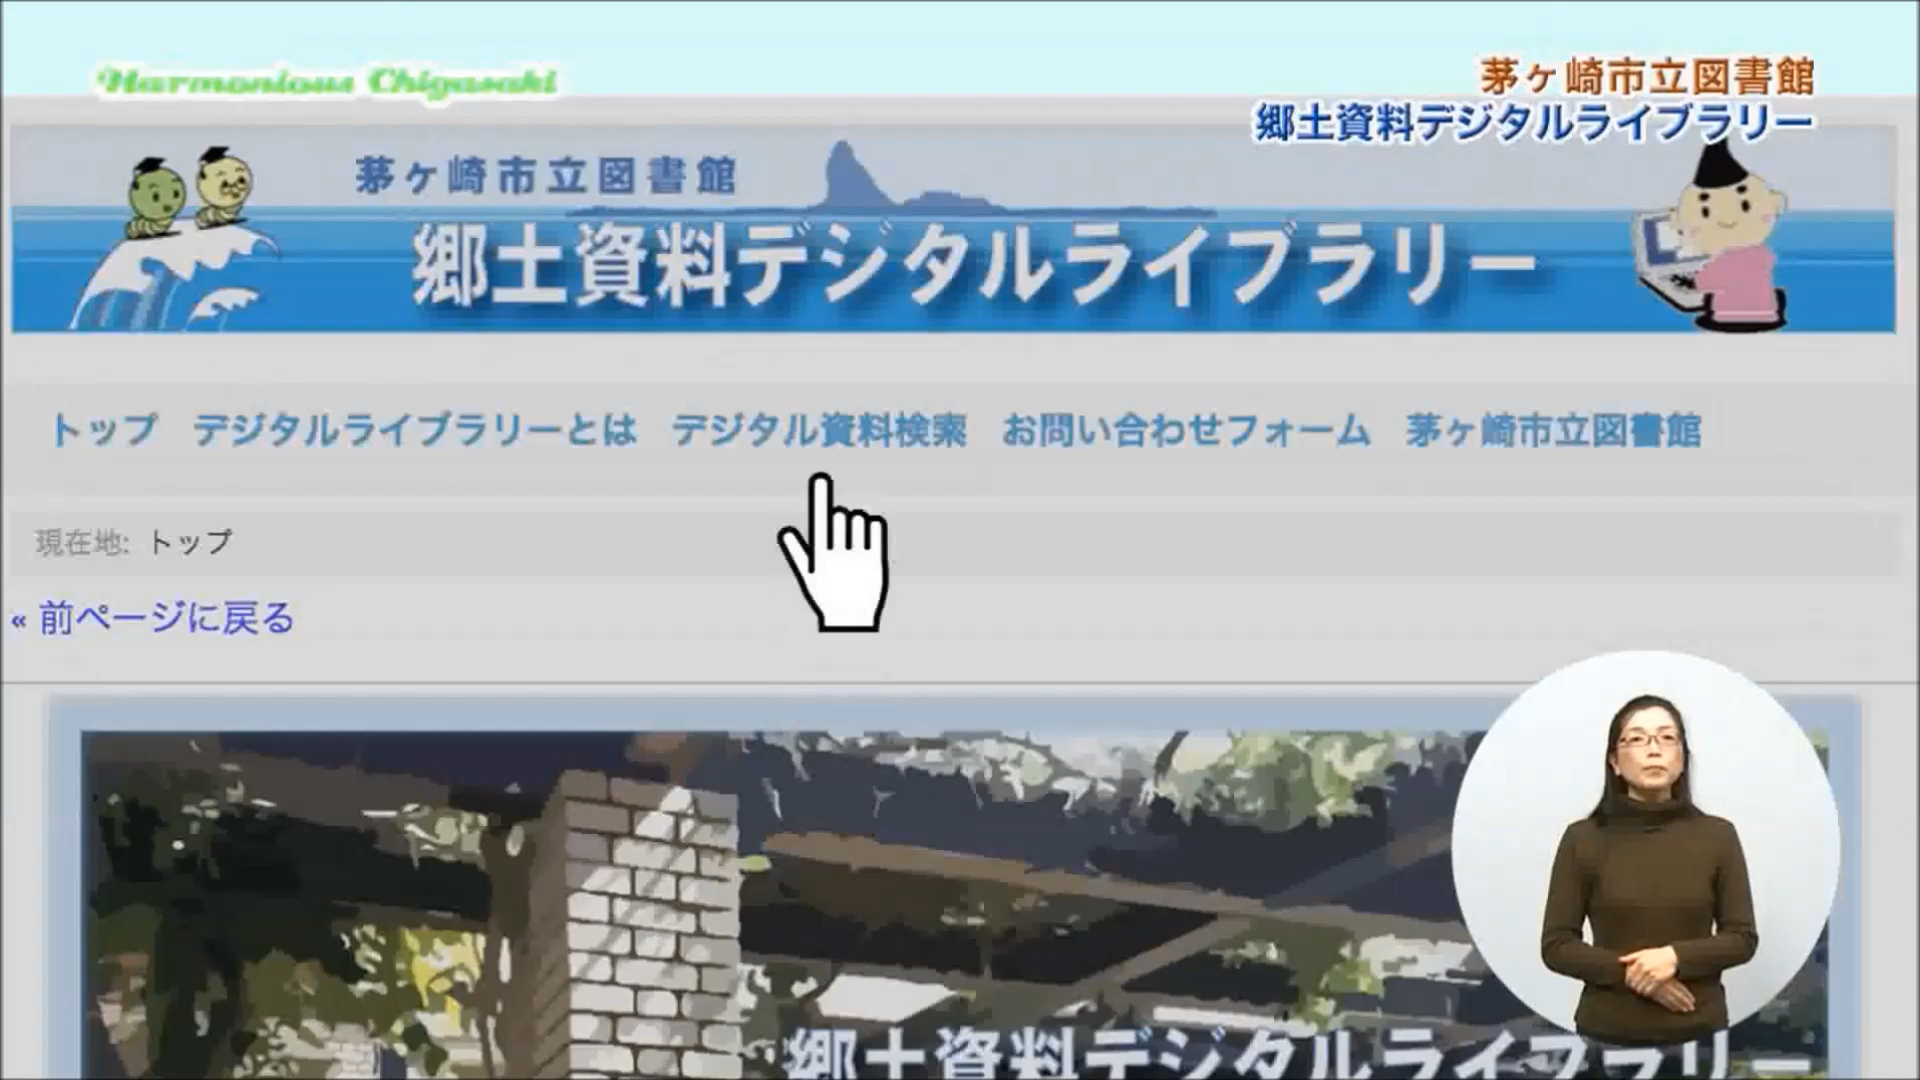 Harmonious Chigasaki
茅ヶ崎市立図書館
郷土資料デジタルライブラリー
茅ヶ崎市立図書館
郷土資料デジタルライブラリー
トップ デジタルライブラリーとは デジタル資料検索 お問い合わせフォーム 茅ヶ崎市立図書館
現在地: トップ
« 前ページに戻る
郷土資料デジタルライブラリー